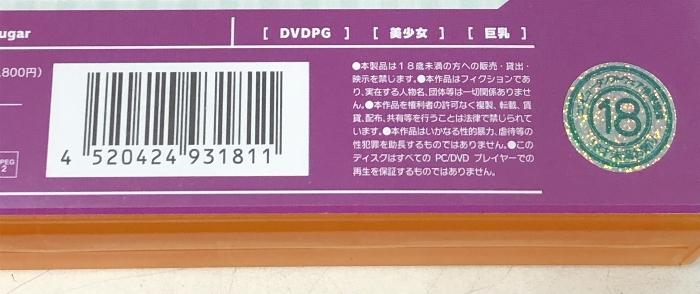 ugar
[ DVDPG ] [ 美少女 ] [ 巨乳 ]
,800円)
●本製品は18歳未満の方への販売・貸出・
映示を禁じます。●本作品はフィクションであ
り、実在する人物名、団体等は一切関係ありませ
ん。●本作品を権利者の許可なく複製、転載、賃
貸、配布、共有等を行うことは法律で禁じられて
います。●本作品はいかなる性的暴力、虐待等の
性犯罪を助長するものではありません。●この
ディスクはすべての PC/DVD プレイヤーでの
再生を保証するものではありません。
4 520424 931811
PEG
2
18